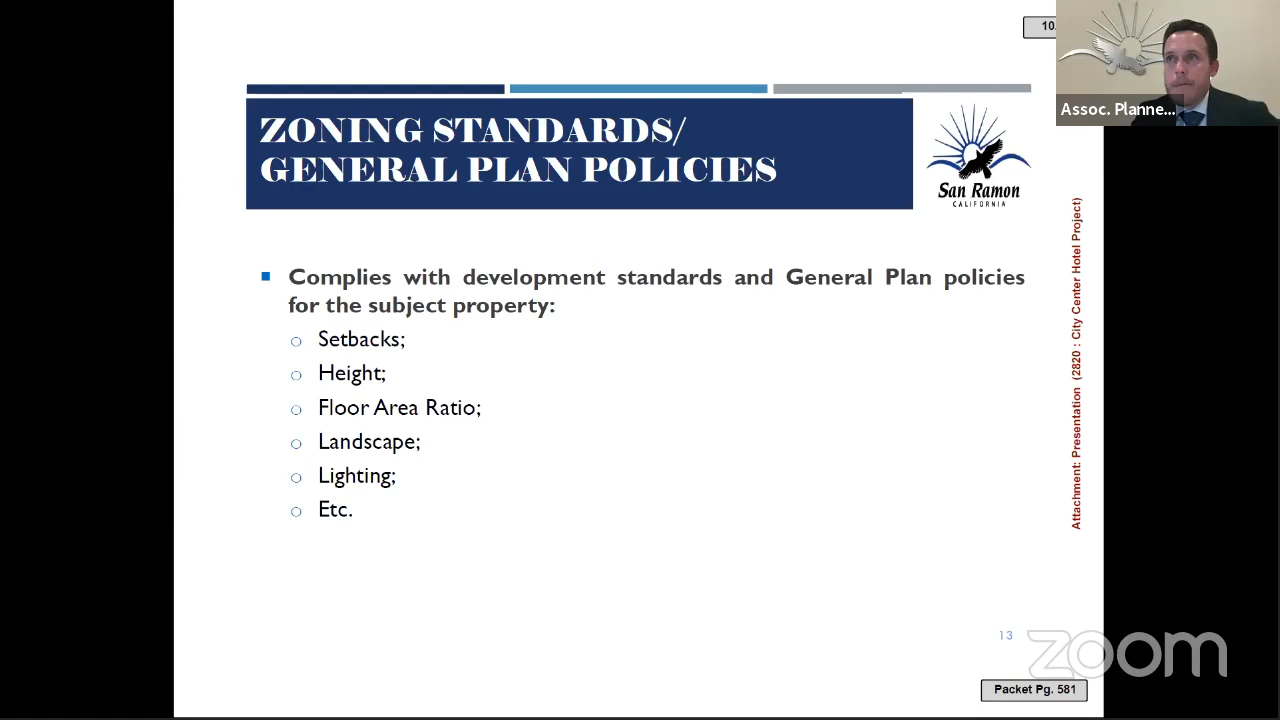 10.
Assoc. Planne...
ZONING STANDARDS/
GENERAL PLAN POLICIES
San Ramon
CALIFORNIA
Complies with development standards and General Plan policies
for the subject property:
Setbacks;
Height;
Floor Area Ratio;
Landscape;
Lighting;
Etc.
Attachment: Presentation (2820 : City Center Hotel Project)
13
zoom
Packet Pg. 581